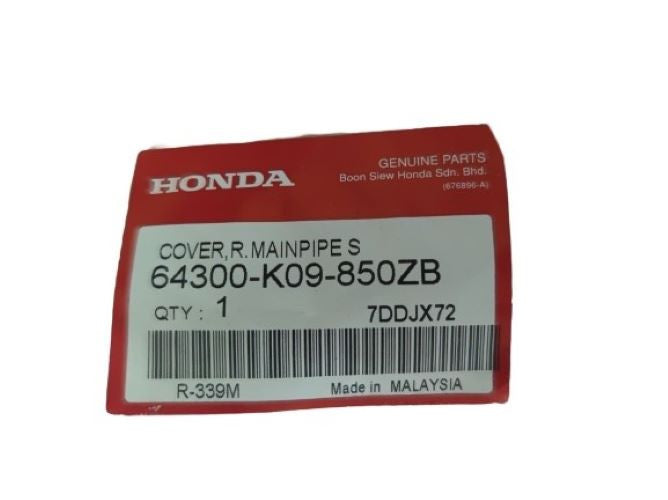 HONDA
GENUINE PARTS
Boon Siew Honda Sdn. Bhd.
(676896-A)
COVER,R.MAINPIPE S
64300-K09-850ZB
QTY : 1 7DDJX72
R-339M Made in MALAYSIA